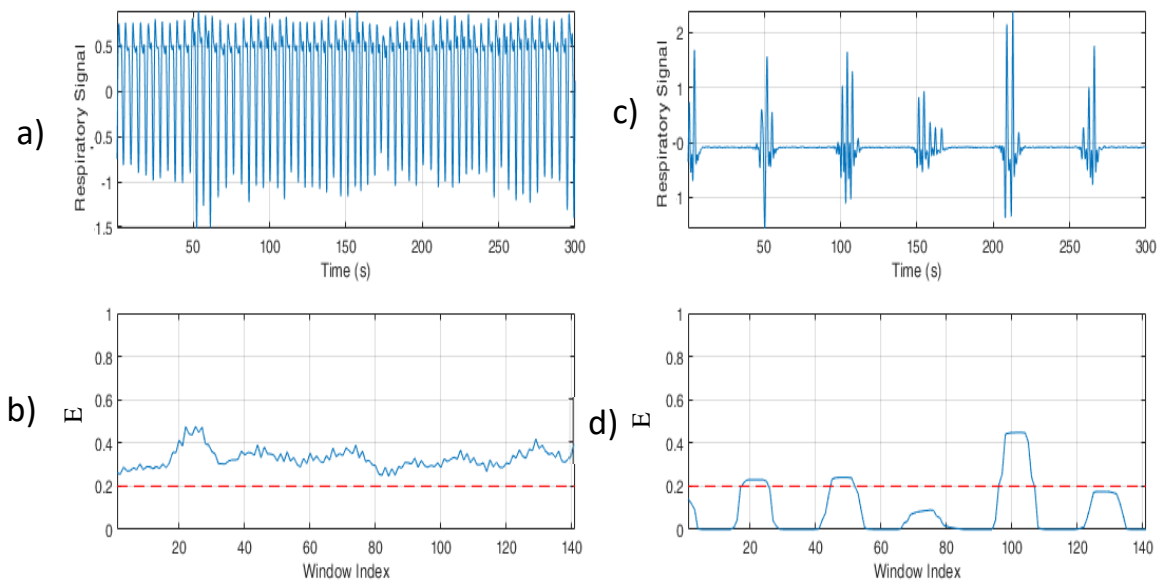 a)
Respiratory Signal
0.5
0
-0.5
-1
-1.5
50 100 150 200 250 300
Time (s)
c)
Respiratory Signal
2
1
-0
1
50 100 150 200 250 300
Time (s)
b)
E
1
0.8
0.6
0.4
0.2
0
20 40 60 80 100 120 140
Window Index
d)
E
1
0.8
0.6
0.4
0.2
0
20 40 60 80 100 120 140
Window Index